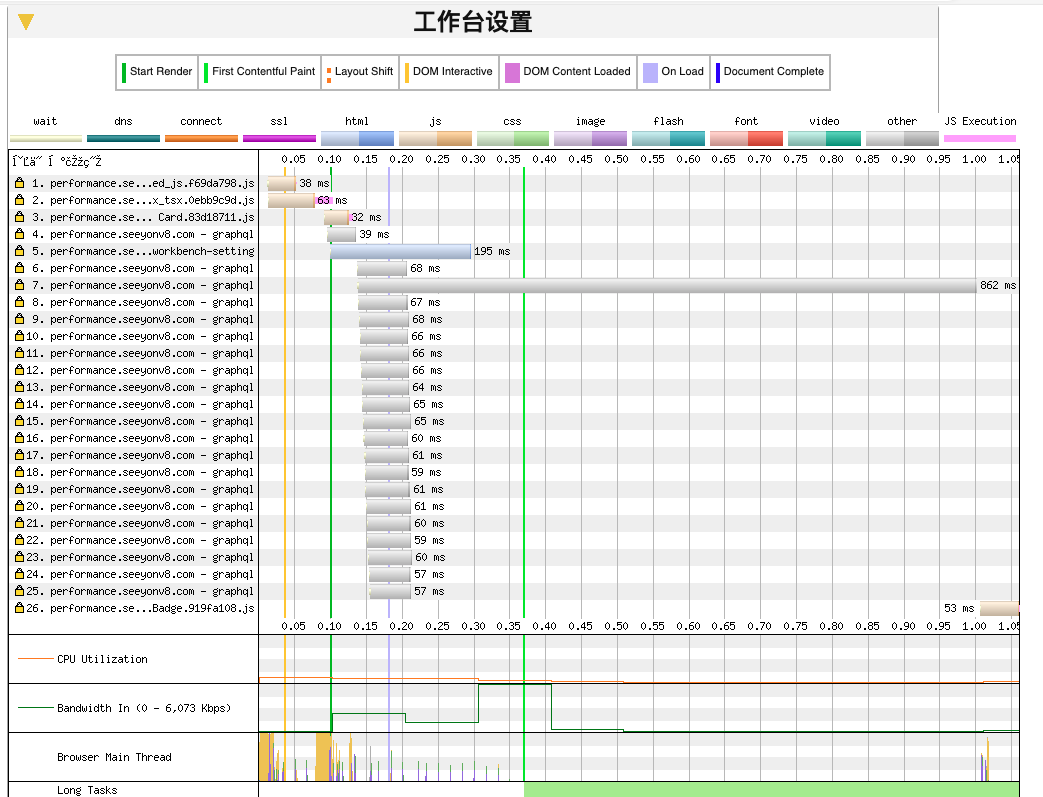 工作台设置
Start Render First Contentful Paint Layout Shift DOM Interactive DOM Content Loaded On Load Document Complete
wait dns connect ssl html js css image flash font video other JS Execution
0.05 0.10 0.15 0.20 0.25 0.30 0.35 0.40 0.45 0.50 0.55 0.60 0.65 0.70 0.75 0.80 0.85 0.90 0.95 1.00 1.05
1. performance.se...ed_js.f69da798.js 38 ms
2. performance.se...x_tsx.0ebb9c9d.js 63 ms
3. performance.se... Card.83d18711.js 32 ms
4. performance.seeyonv8.com - graphql 39 ms
5. performance.se...workbench-setting 195 ms
6. performance.seeyonv8.com - graphql 68 ms
7. performance.seeyonv8.com - graphql 862 ms
8. performance.seeyonv8.com - graphql 67 ms
9. performance.seeyonv8.com - graphql 68 ms
10. performance.seeyonv8.com - graphql 66 ms
11. performance.seeyonv8.com - graphql 66 ms
12. performance.seeyonv8.com - graphql 66 ms
13. performance.seeyonv8.com - graphql 64 ms
14. performance.seeyonv8.com - graphql 65 ms
15. performance.seeyonv8.com - graphql 65 ms
16. performance.seeyonv8.com - graphql 60 ms
17. performance.seeyonv8.com - graphql 61 ms
18. performance.seeyonv8.com - graphql 59 ms
19. performance.seeyonv8.com - graphql 61 ms
20. performance.seeyonv8.com - graphql 61 ms
21. performance.seeyonv8.com - graphql 60 ms
22. performance.seeyonv8.com - graphql 59 ms
23. performance.seeyonv8.com - graphql 60 ms
24. performance.seeyonv8.com - graphql 57 ms
25. performance.seeyonv8.com - graphql 57 ms
26. performance.se...Badge.919fa108.js 53 ms
0.05 0.10 0.15 0.20 0.25 0.30 0.35 0.40 0.45 0.50 0.55 0.60 0.65 0.70 0.75 0.80 0.85 0.90 0.95 1.00 1.05
CPU Utilization
Bandwidth In (0 - 6,073 Kbps)
Browser Main Thread
Long Tasks